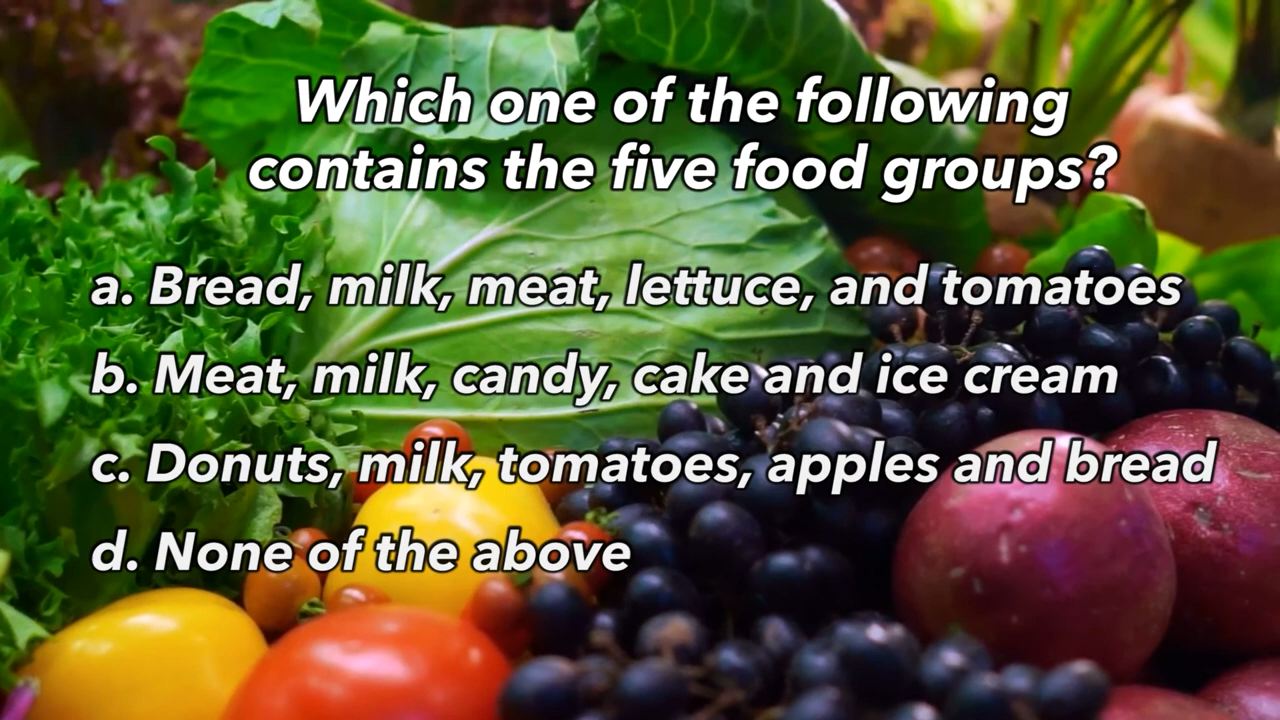 Which one of the following
contains the five food groups?
a. Bread, milk, meat, lettuce, and tomatoes
b. Meat, milk, candy, cake and ice cream
c. Donuts, milk, tomatoes, apples and bread
d. None of the above